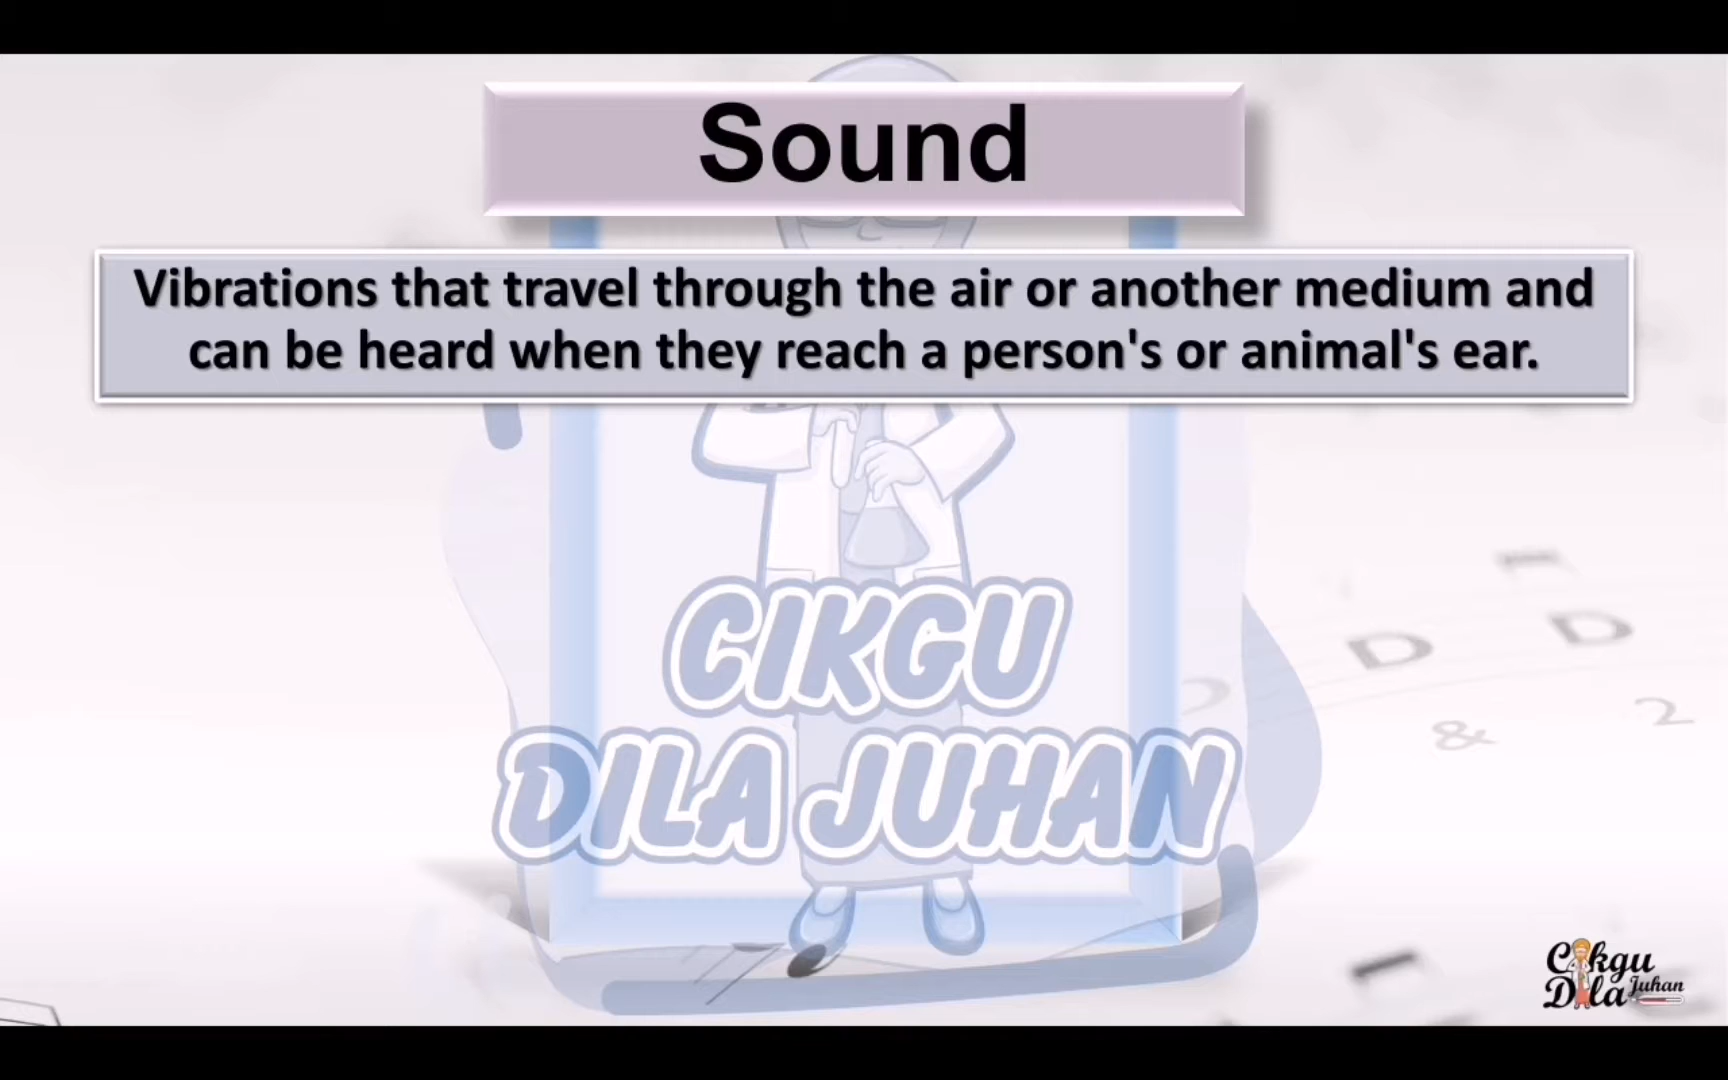 Sound
Vibrations that travel through the air or another medium and
can be heard when they reach a person's or animal's ear.
CIKGU
DILA JUHAN
D
D
&
2
Cikgu
Dila Juhan